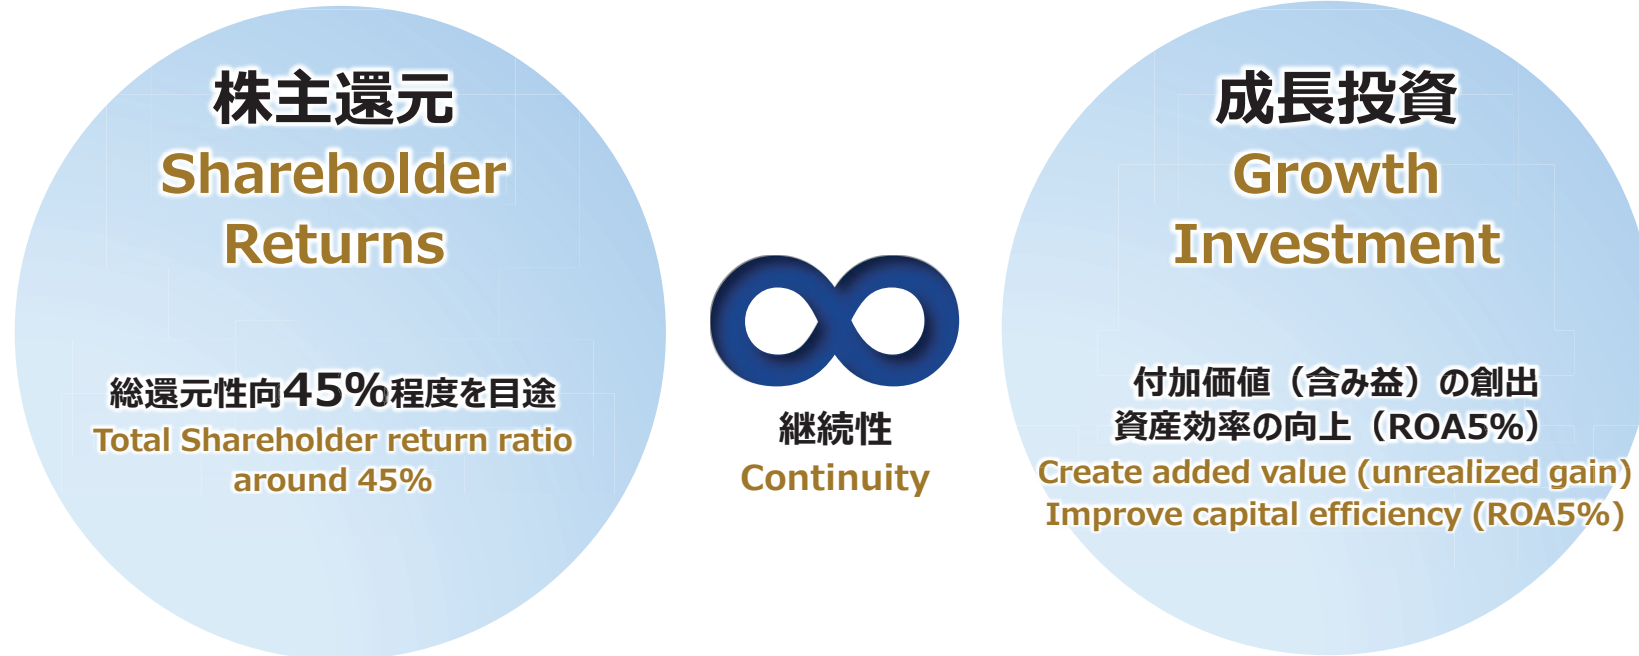 株主還元
Shareholder
Returns
総還元性向45%程度を目途
Total Shareholder return ratio
around 45%
継続性
Continuity
成長投資
Growth
Investment
付加価値（含み益）の創出
資産効率の向上（ROA5%）
Create added value (unrealized gain)
Improve capital efficiency (ROA5%)